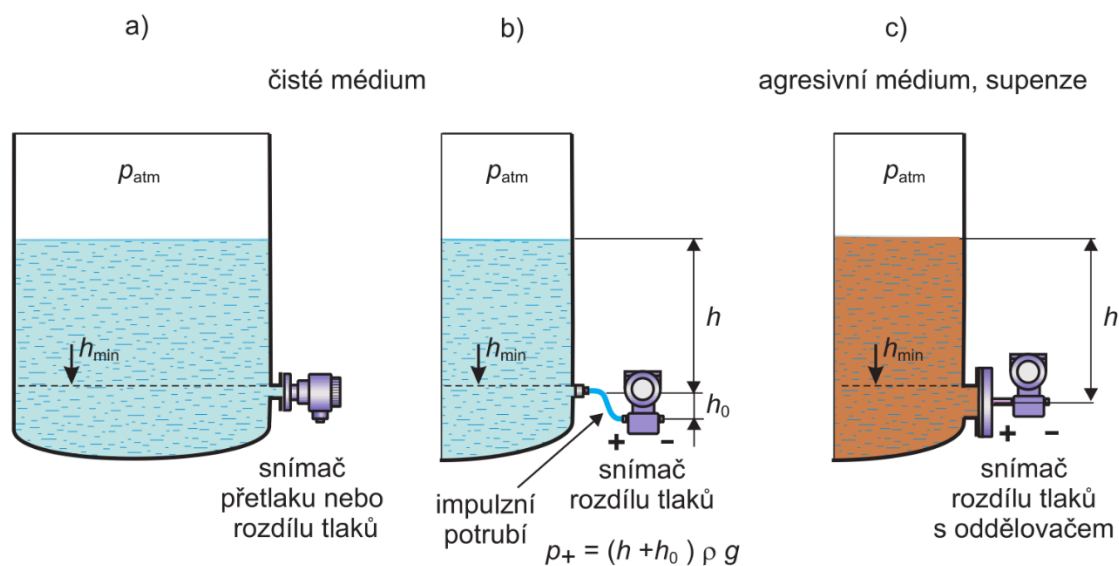 a)
b)
c)
čisté médium
agresivní médium, supenze
patm
patm
patm
h
h
hmin
hmin
hmin
h0
+ −
+ −
snímač
přetlaku nebo
rozdílu tlaků
impulzní
potrubí
snímač
rozdílu tlaků
p+ = (h +h0 ) ρ g
snímač
rozdílu tlaků
s oddělovačem